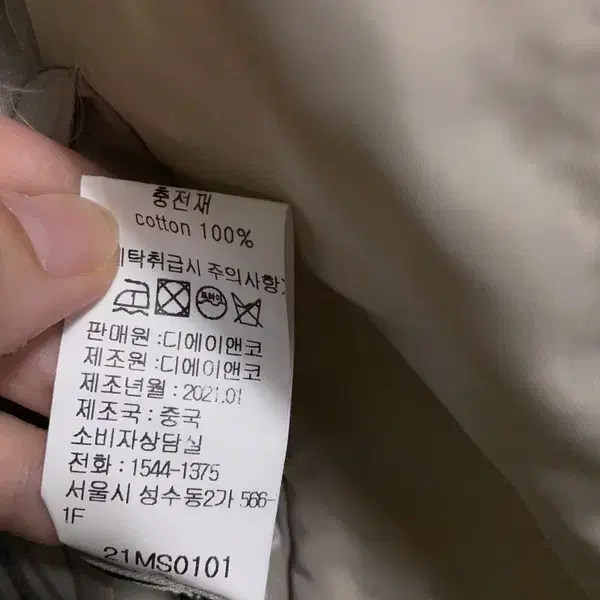 충전재
cotton 100%
세탁취급시 주의사항
판매원 :디에이앤코
제조원 :디에이앤코
제조년월 : 2021.01
제조국 : 중국
소비자상담실
전화 : 1544-1375
서울시 성수동2가 566-
1F
21MS0101